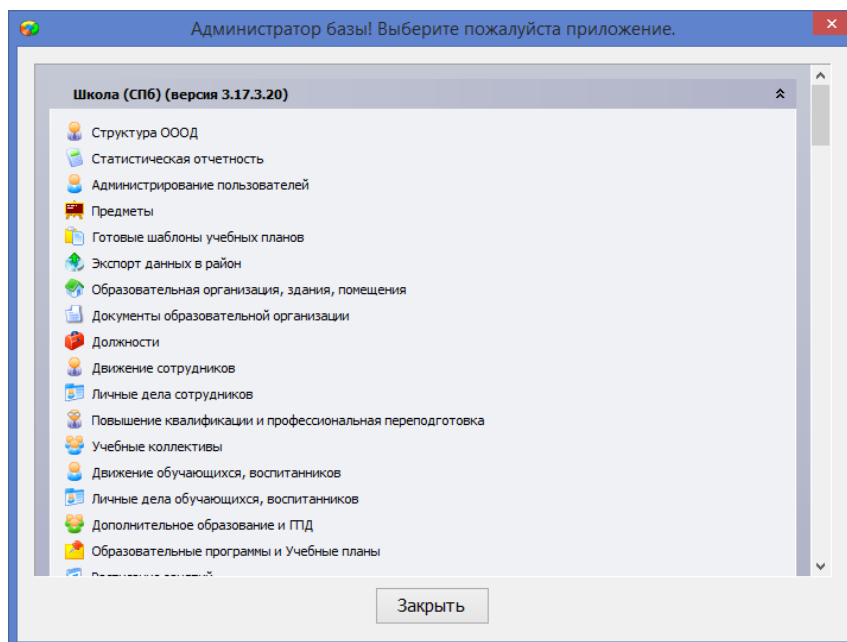 Администратор базы! Выберите пожалуйста приложение.
Школа (СПб) (версия 3.17.3.20)
Структура ОООД
Статистическая отчетность
Администрирование пользователей
Предметы
Готовые шаблоны учебных планов
Экспорт данных в район
Образовательная организация, здания, помещения
Документы образовательной организации
Должности
Движение сотрудников
Личные дела сотрудников
Повышение квалификации и профессиональная переподготовка
Учебные коллективы
Движение обучающихся, воспитанников
Личные дела обучающихся, воспитанников
Дополнительное образование и ГПД
Образовательные программы и Учебные планы
Расписание занятий
Закрыть